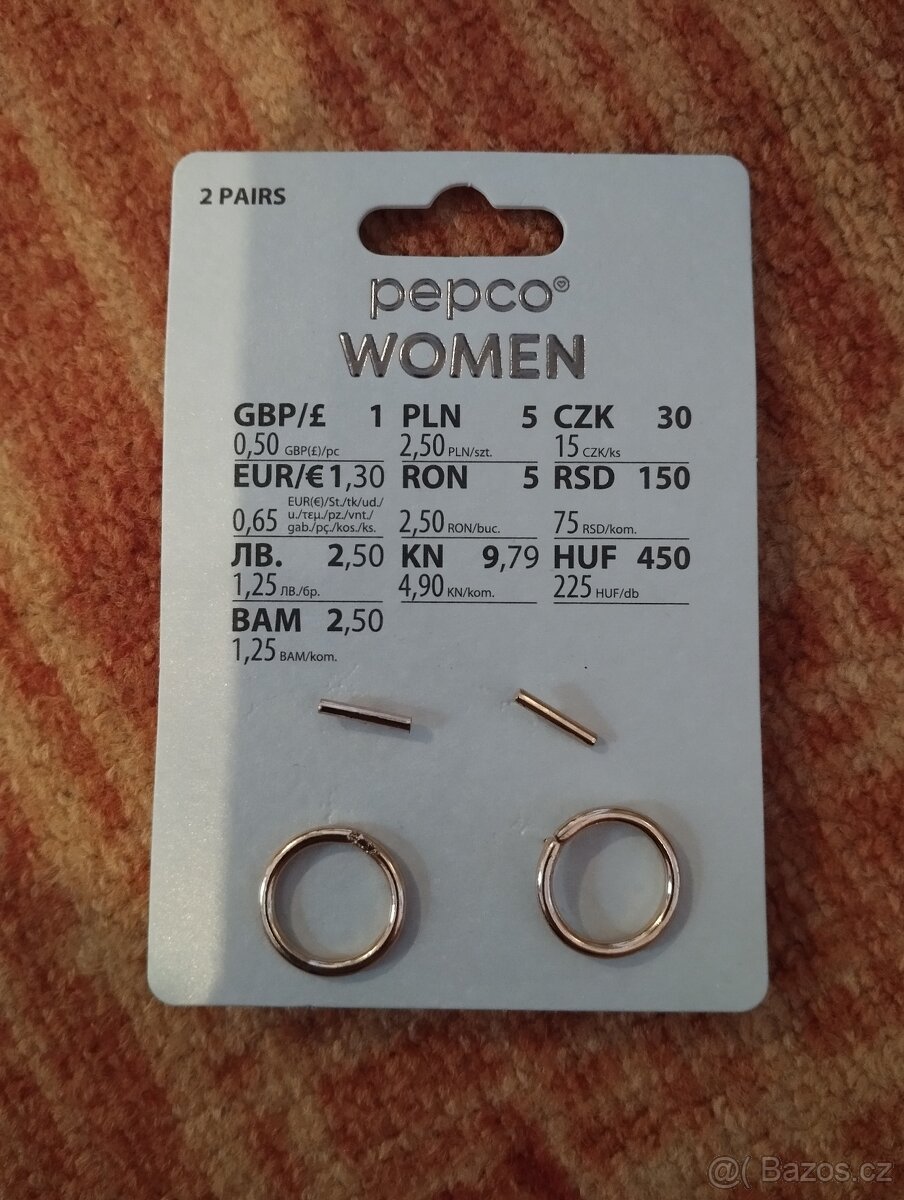 2 PAIRS
pepco
WOMEN
GBP/£ 1 PLN 5 CZK 30
0,50 GBP(£)/pc 2,50 PLN/szt. 15 CZK/ks
EUR/€ 1,30 RON 5 RSD 150
0,65 EUR(€)/St./tk/ud./
u./τεμ./pz./vnt./
gab./pç./kos./ks.
2,50 RON/buc. 75 RSD/kom.
ЛВ. 2,50 KN 9,79 HUF 450
1,25 ЛВ./бр. 4,90 KN/kom. 225 HUF/db
BAM 2,50
1,25 BAM/kom.
@( Bazos.cz